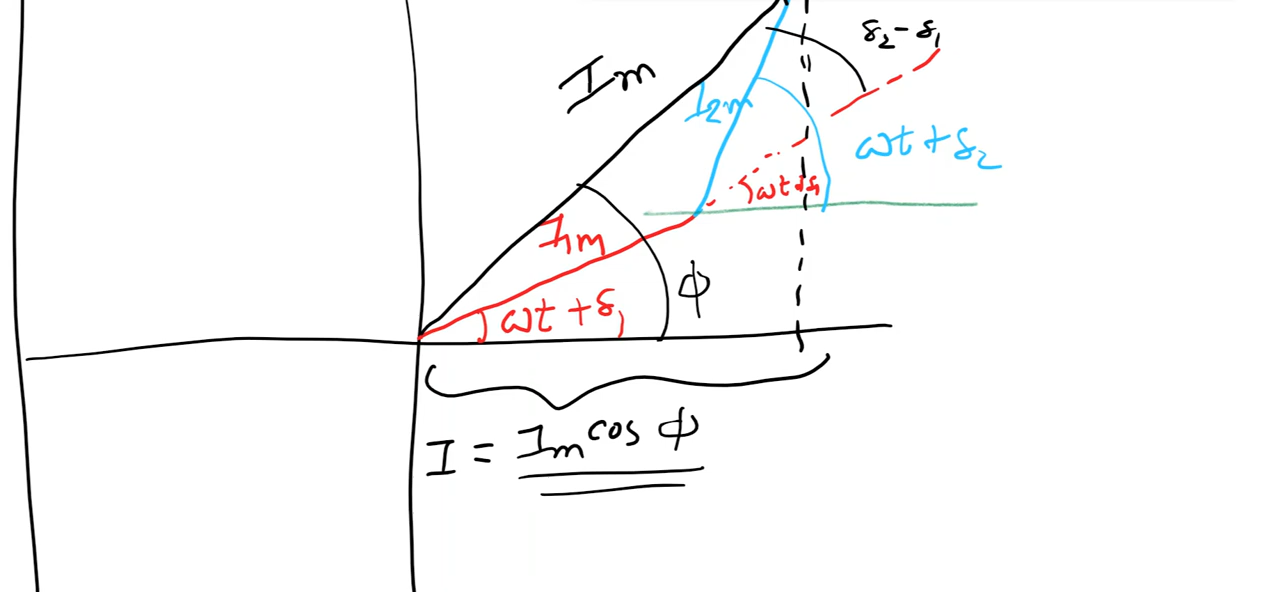 δ₂-δ₁
Im
I₂m
ωt+δ₂
ωt+δ₁
I₁m
ϕ
ωt+δ₁
I = Im cos ϕ